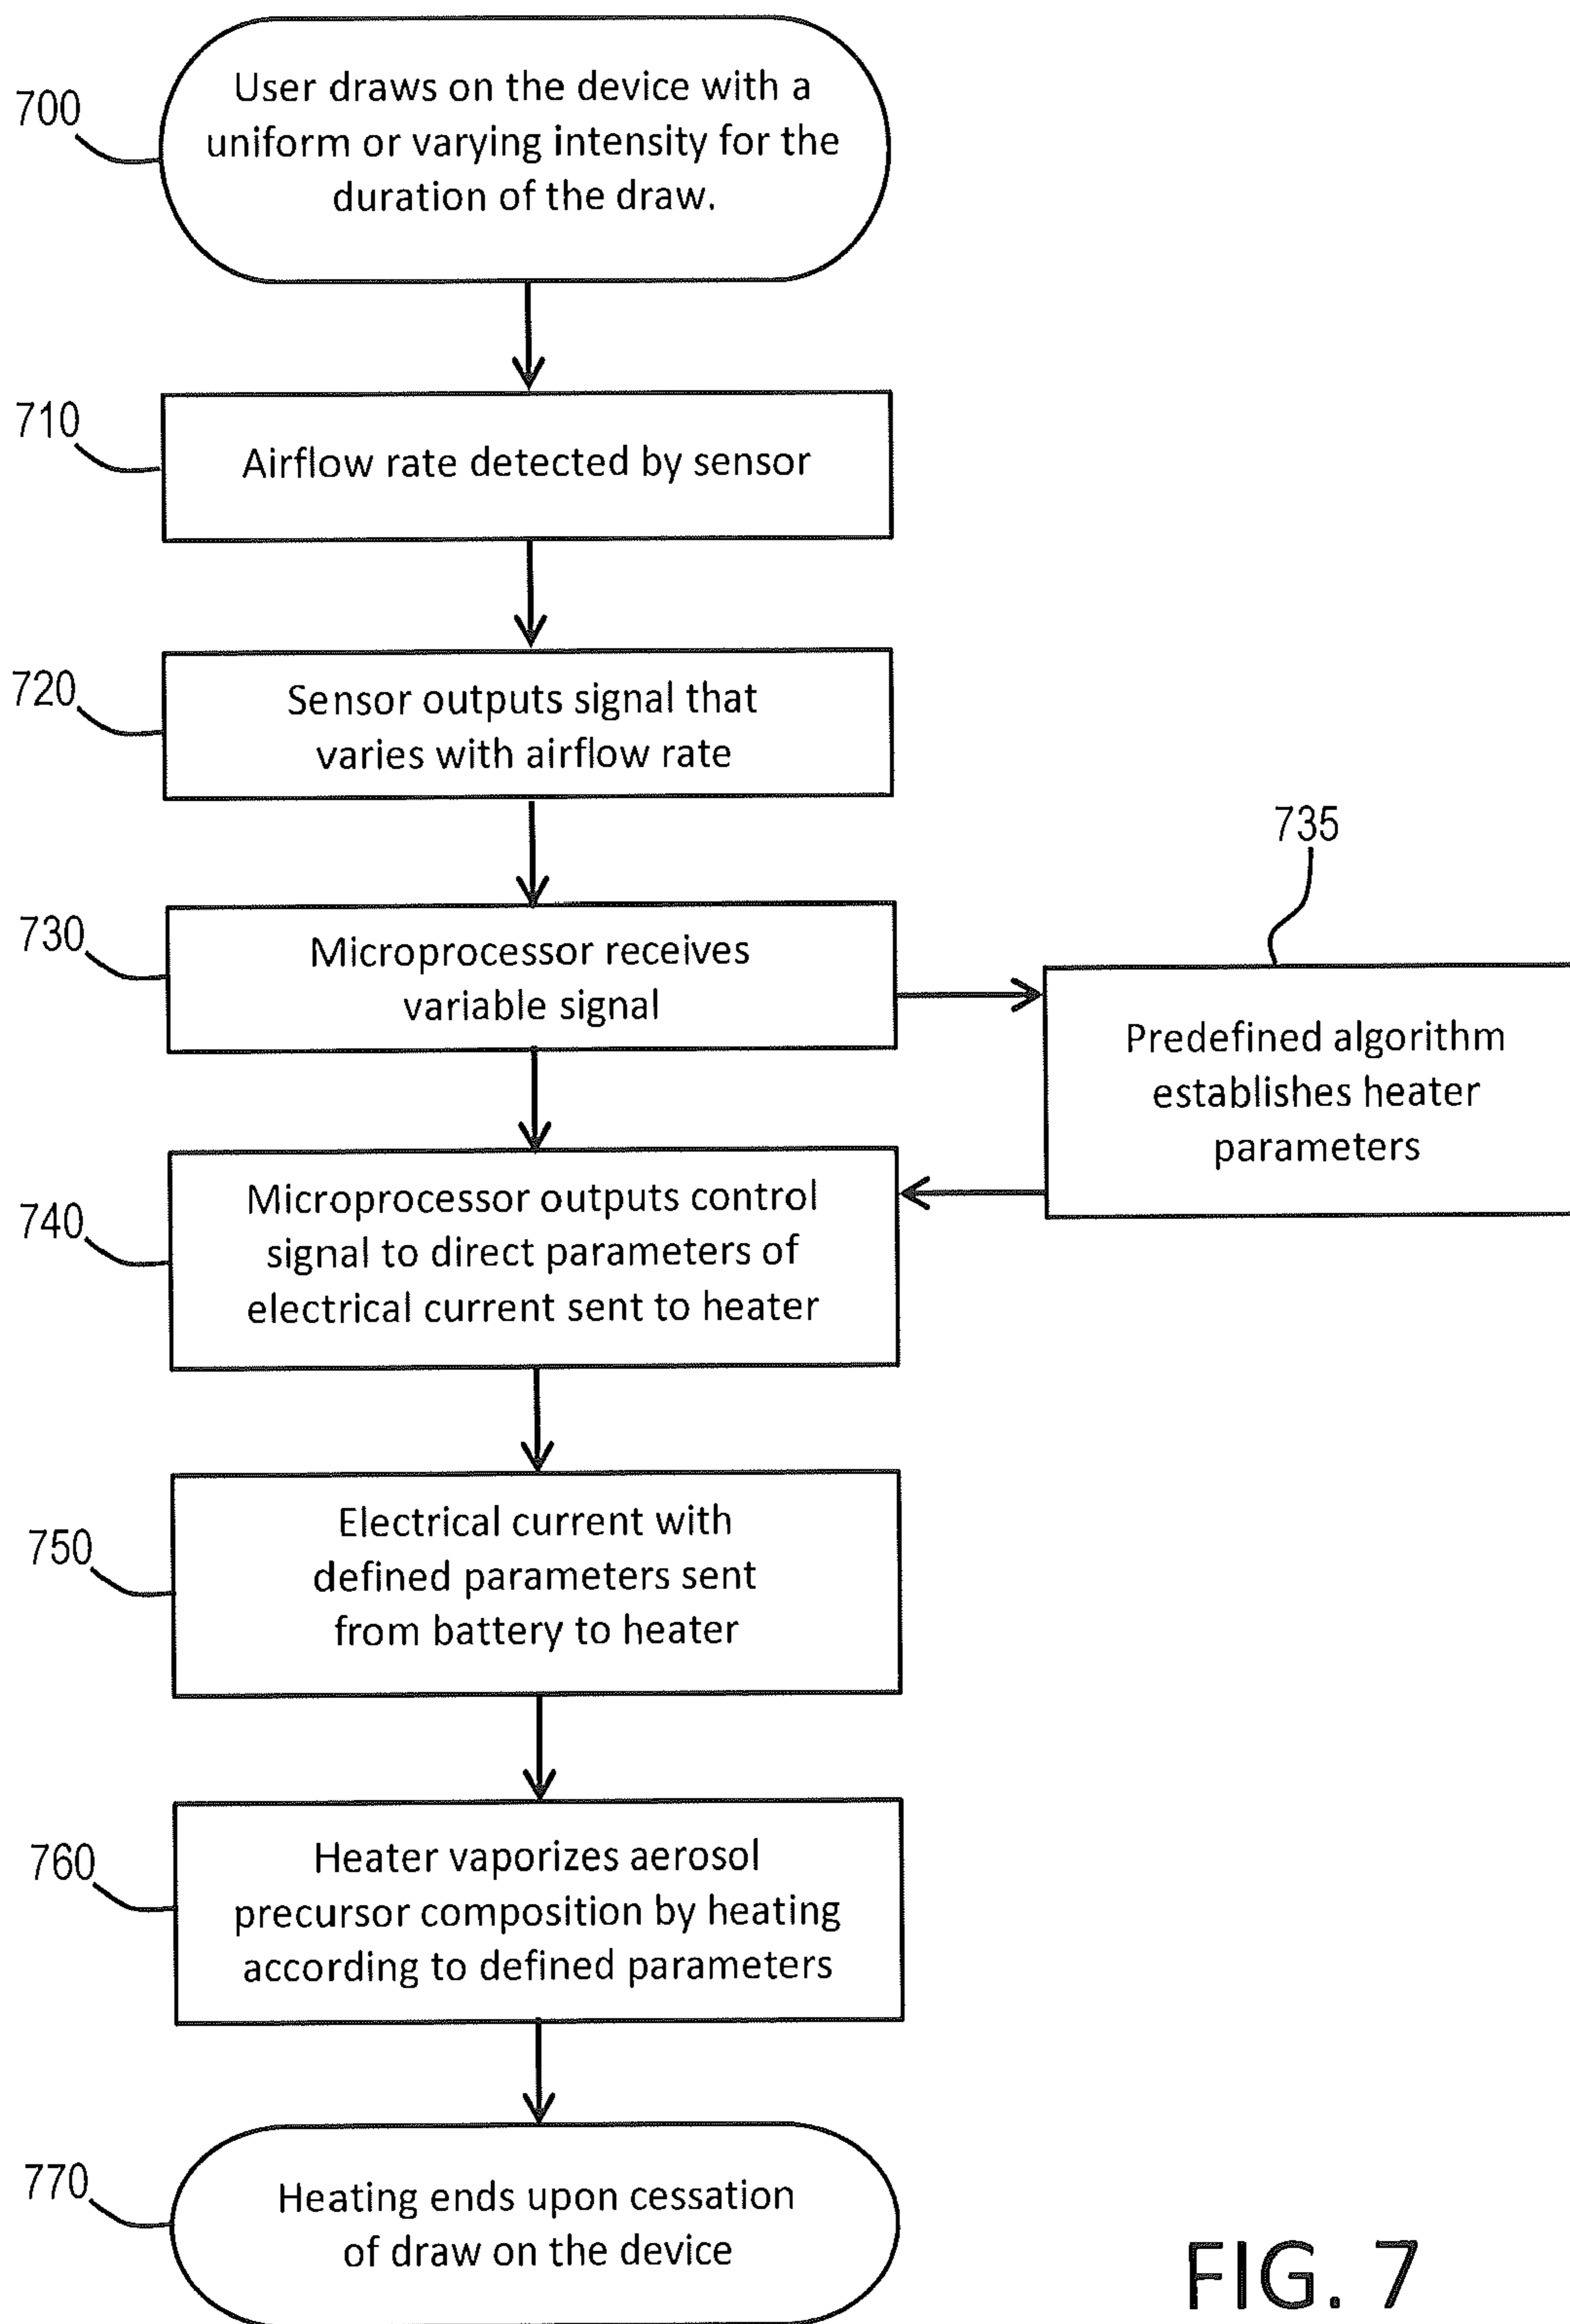 700
User draws on the device with a
uniform or varying intensity for the
duration of the draw.
710
Airflow rate detected by sensor
720
Sensor outputs signal that
varies with airflow rate
730
Microprocessor receives
variable signal
735
Predefined algorithm
establishes heater
parameters
740
Microprocessor outputs control
signal to direct parameters of
electrical current sent to heater
750
Electrical current with
defined parameters sent
from battery to heater
760
Heater vaporizes aerosol
precursor composition by heating
according to defined parameters
770
Heating ends upon cessation
of draw on the device
FIG. 7